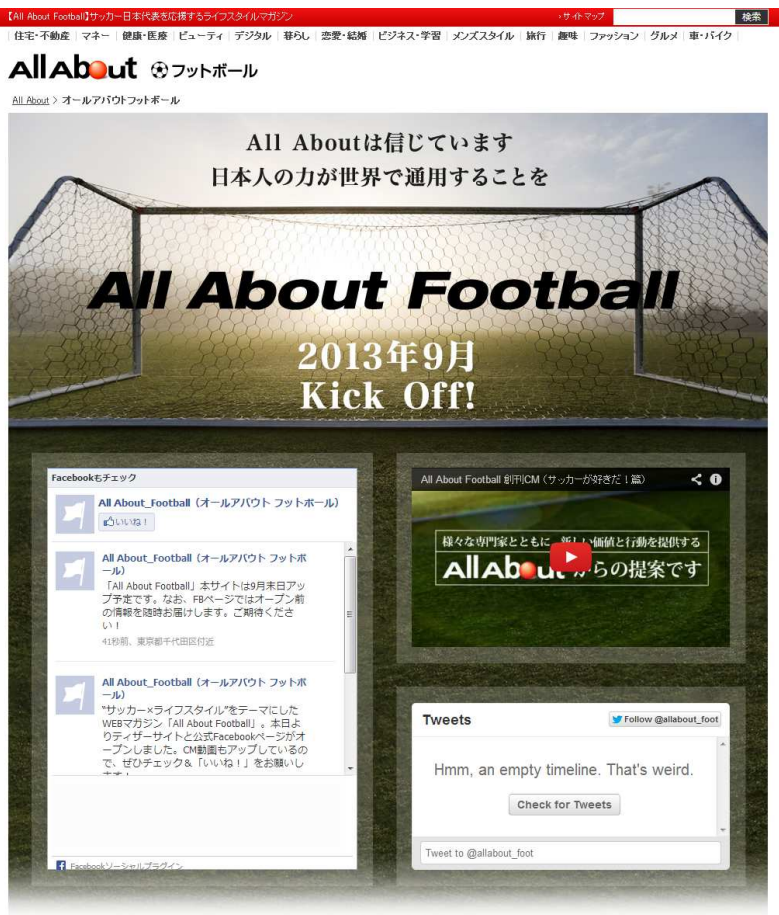 【All About Football】サッカー日本代表を応援するライフスタイルマガジン
›サイトマップ
検索
住宅・不動産 | マネー | 健康・医療 | ビューティ | デジタル | 暮らし | 恋愛・結婚 | ビジネス・学習 | メンズスタイル | 旅行 | 趣味 | ファッション | グルメ | 車・バイク
All About フットボール
All About > オールアバウトフットボール
All Aboutは信じています
日本人の力が世界で通用することを
All About Football
2013年9月
Kick Off!
Facebookもチェック
All About_Football（オールアバウト フットボール）
いいね！
All About_Football（オールアバウト フットボ
ール）
「All About Football」本サイトは9月末日アッ
プ予定です。なお、FBページではオープン前
の情報を随時お届けします。ご期待くださ
い！
41秒前、東京都千代田区付近
All About_Football（オールアバウト フットボ
ール）
“サッカー×ライフスタイル”をテーマにした
WEBマガジン「All About Football」。本日よ
りティザーサイトと公式Facebookページがオ
ープンしました。CM動画もアップしているの
で、ぜひチェック＆「いいね！」をお願いし
ます！
Facebookソーシャルプラグイン
All About Football 創刊CM（サッカーが好きだ！篇）
様々な専門家とともに、新しい価値と行動を提供する
All Aboutからの提案です
Tweets
Follow @allabout_foot
Hmm, an empty timeline. That's weird.
Check for Tweets
Tweet to @allabout_foot